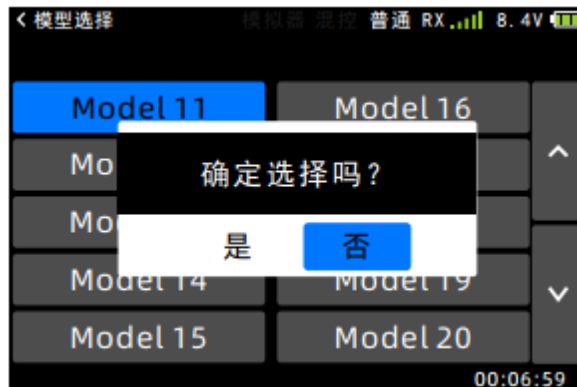 <模型选择 模拟器 混控 普通 RX 8.4V
Model 11 Model 16
Mo
确定选择吗?
Mo
是 否
Model 14 Model 19
Model 15 Model 20
00:06:59